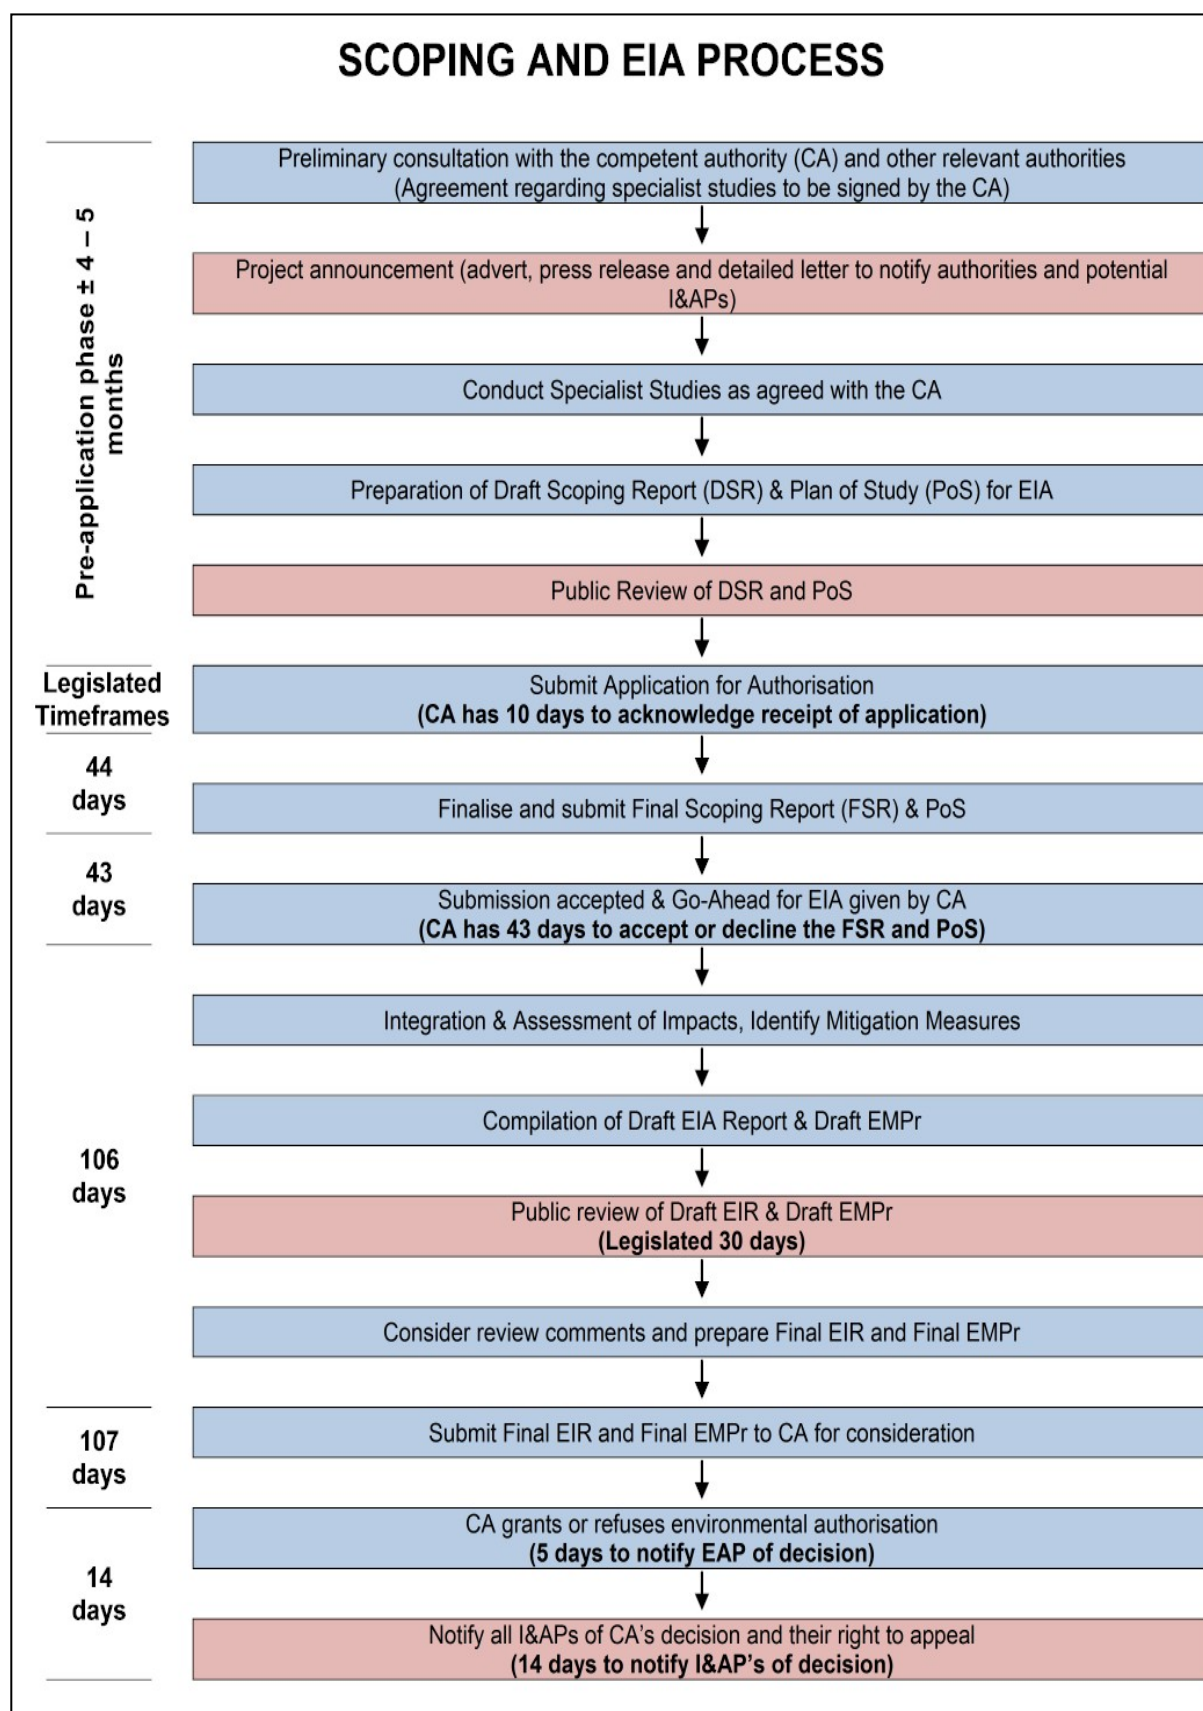 SCOPING AND EIA PROCESS
Pre-application phase ± 4 – 5
months
Preliminary consultation with the competent authority (CA) and other relevant authorities
(Agreement regarding specialist studies to be signed by the CA)
Project announcement (advert, press release and detailed letter to notify authorities and potential
I&APs)
Conduct Specialist Studies as agreed with the CA
Preparation of Draft Scoping Report (DSR) & Plan of Study (PoS) for EIA
Public Review of DSR and PoS
Legislated
Timeframes
Submit Application for Authorisation
(CA has 10 days to acknowledge receipt of application)
44
days
Finalise and submit Final Scoping Report (FSR) & PoS
43
days
Submission accepted & Go-Ahead for EIA given by CA
(CA has 43 days to accept or decline the FSR and PoS)
106
days
Integration & Assessment of Impacts, Identify Mitigation Measures
Compilation of Draft EIA Report & Draft EMPr
Public review of Draft EIR & Draft EMPr
(Legislated 30 days)
Consider review comments and prepare Final EIR and Final EMPr
107
days
Submit Final EIR and Final EMPr to CA for consideration
14
days
CA grants or refuses environmental authorisation
(5 days to notify EAP of decision)
Notify all I&APs of CA's decision and their right to appeal
(14 days to notify I&AP's of decision)